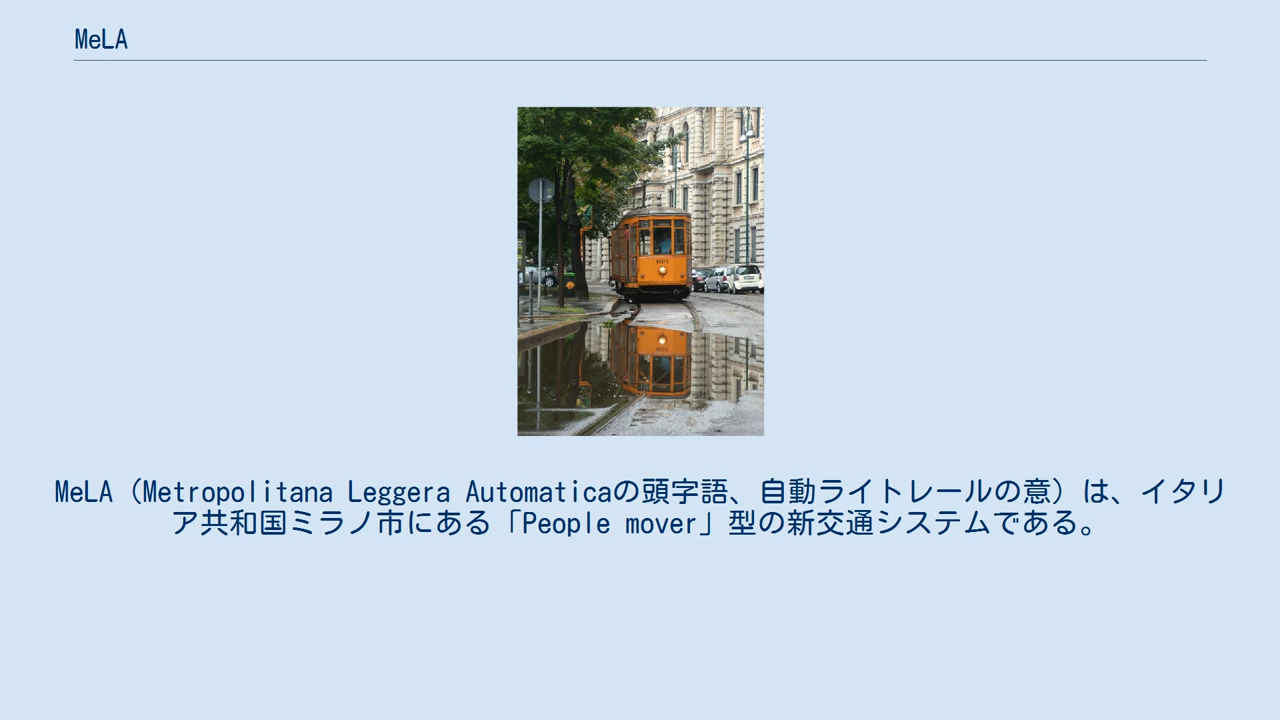 MeLA
MeLA（Metropolitana Leggera Automaticaの頭字語、自動ライトレールの意）は、イタリ
ア共和国ミラノ市にある「People mover」型の新交通システムである。